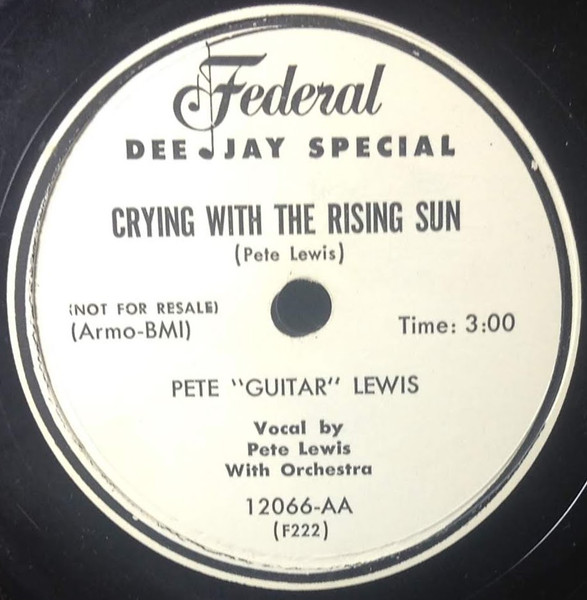 Federal
DEE JAY SPECIAL
CRYING WITH THE RISING SUN
(Pete Lewis)
(NOT FOR RESALE)
(Armo-BMI)
Time: 3:00
PETE "GUITAR" LEWIS
Vocal by
Pete Lewis
With Orchestra
12066-AA
(F222)